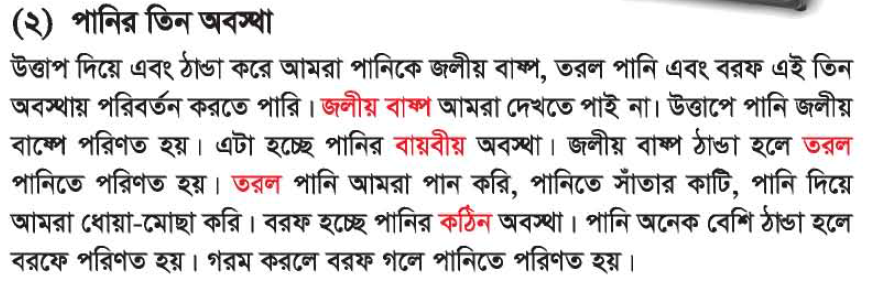 (২) পানির তিন অবস্থা
উত্তাপ দিয়ে এবং ঠান্ডা করে আমরা পানিকে জলীয় বাষ্প, তরল পানি এবং বরফ এই তিন
অবস্থায় পরিবর্তন করতে পারি। জলীয় বাষ্প আমরা দেখতে পাই না। উত্তাপে পানি জলীয়
বাষ্পে পরিণত হয়। এটা হচ্ছে পানির বায়বীয় অবস্থা। জলীয় বাষ্প ঠান্ডা হলে তরল
পানিতে পরিণত হয়। তরল পানি আমরা পান করি, পানিতে সাঁতার কাটি, পানি দিয়ে
আমরা ধোয়া-মোছা করি। বরফ হচ্ছে পানির কঠিন অবস্থা। পানি অনেক বেশি ঠান্ডা হলে
বরফে পরিণত হয়। গরম করলে বরফ গলে পানিতে পরিণত হয়।